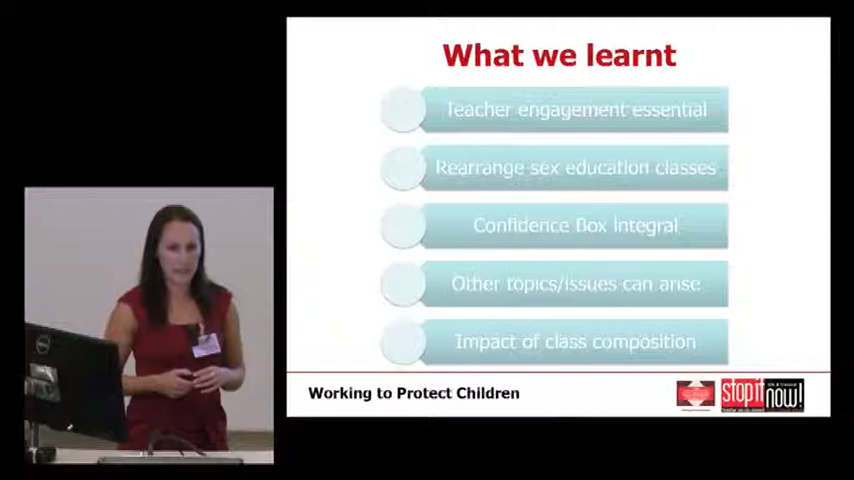 What we learnt
Teacher engagement essential
Rearrange sex education classes
Confidence Box integral
Other topics/issues can arise
Impact of class composition
Working to Protect Children
stop it
now!